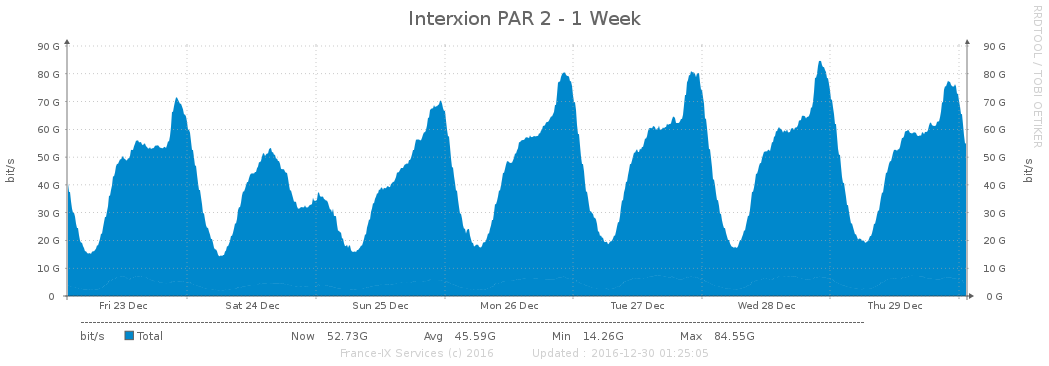 Interxion PAR 2 - 1 Week
RRDTOOL / TOBI OETIKER
90 G 90 G
80 G 80 G
70 G 70 G
60 G 60 G
50 G 50 G
40 G 40 G
30 G 30 G
20 G 20 G
10 G 10 G
0 0 G
bit/s bit/s
Fri 23 Dec Sat 24 Dec Sun 25 Dec Mon 26 Dec Tue 27 Dec Wed 28 Dec Thu 29 Dec
bit/s Total Now 52.73G Avg 45.59G Min 14.26G Max 84.55G
France-IX Services (c) 2016 Updated : 2016-12-30 01:25:05